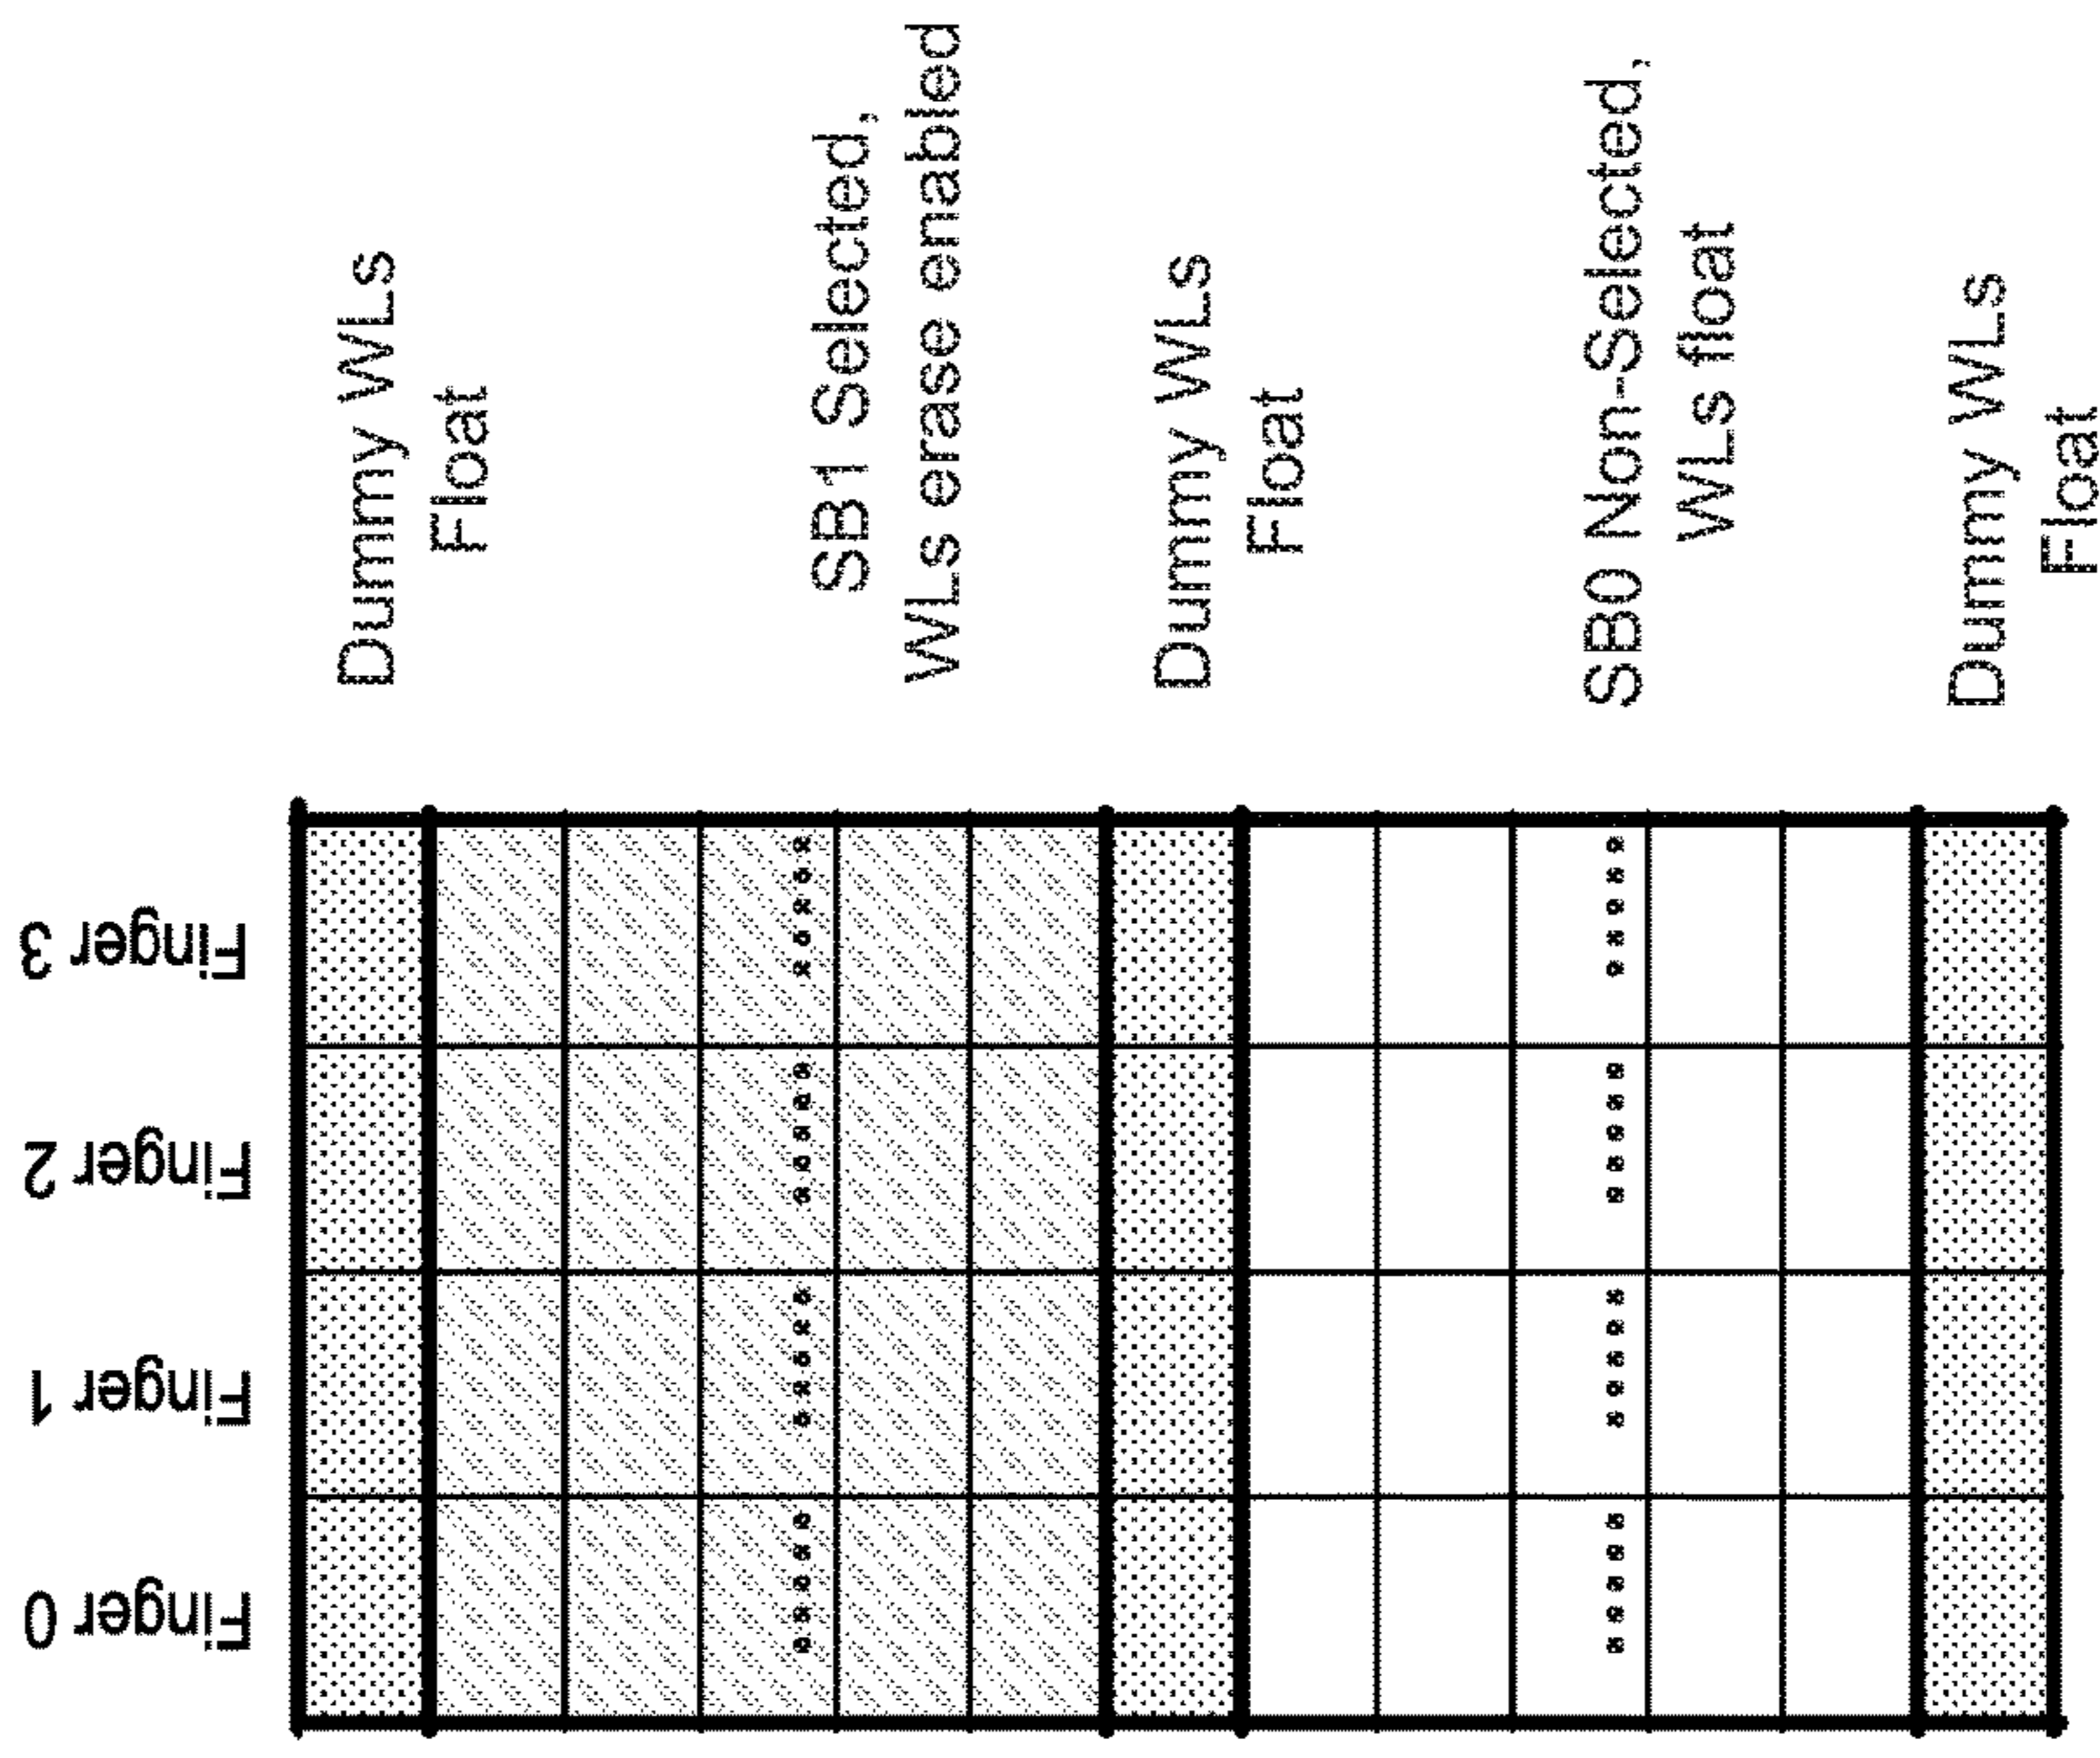 Finger 0
Finger 1
Finger 2
Finger 3
Dummy WLs
Float
SB1 Selected,
WLs erase enabled
Dummy WLs
Float
SB0 Non-Selected,
WLs float
Dummy WLs
Float